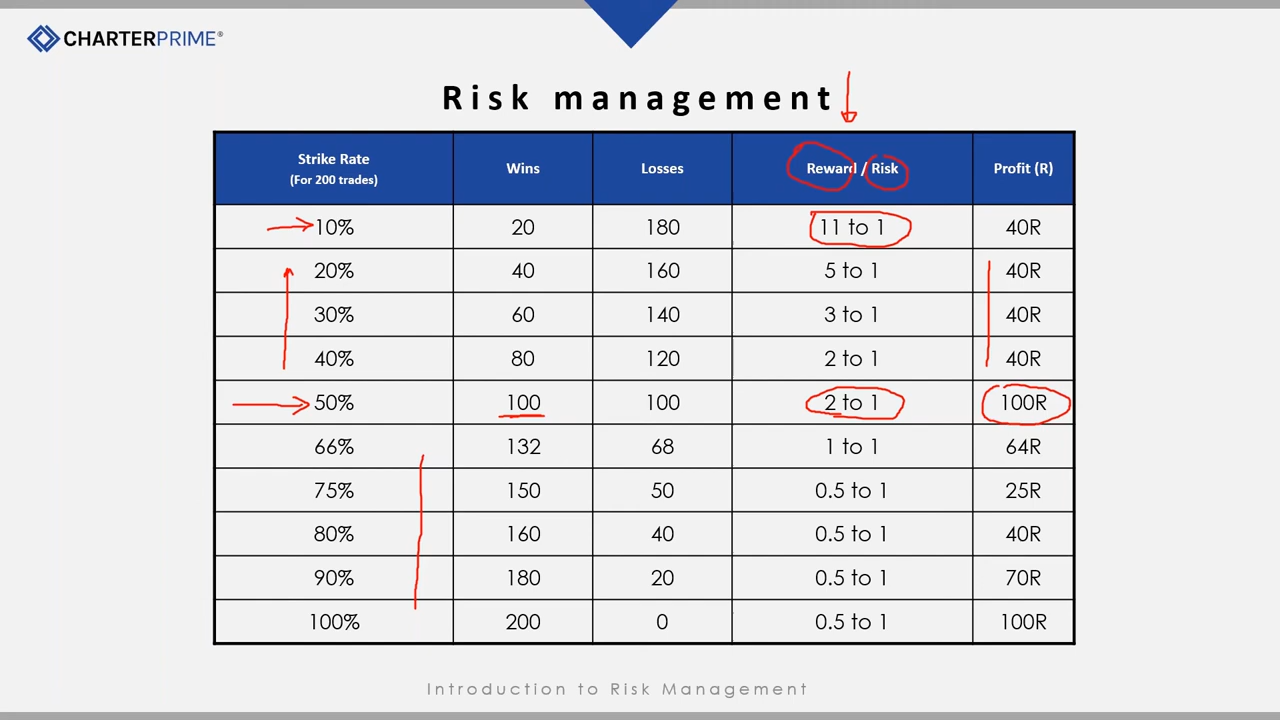 CHARTERPRIME®
Risk management
Strike Rate (For 200 trades) Wins Losses Reward / Risk Profit (R)
10% 20 180 11 to 1 40R
20% 40 160 5 to 1 40R
30% 60 140 3 to 1 40R
40% 80 120 2 to 1 40R
50% 100 100 2 to 1 100R
66% 132 68 1 to 1 64R
75% 150 50 0.5 to 1 25R
80% 160 40 0.5 to 1 40R
90% 180 20 0.5 to 1 70R
100% 200 0 0.5 to 1 100R
Introduction to Risk Management